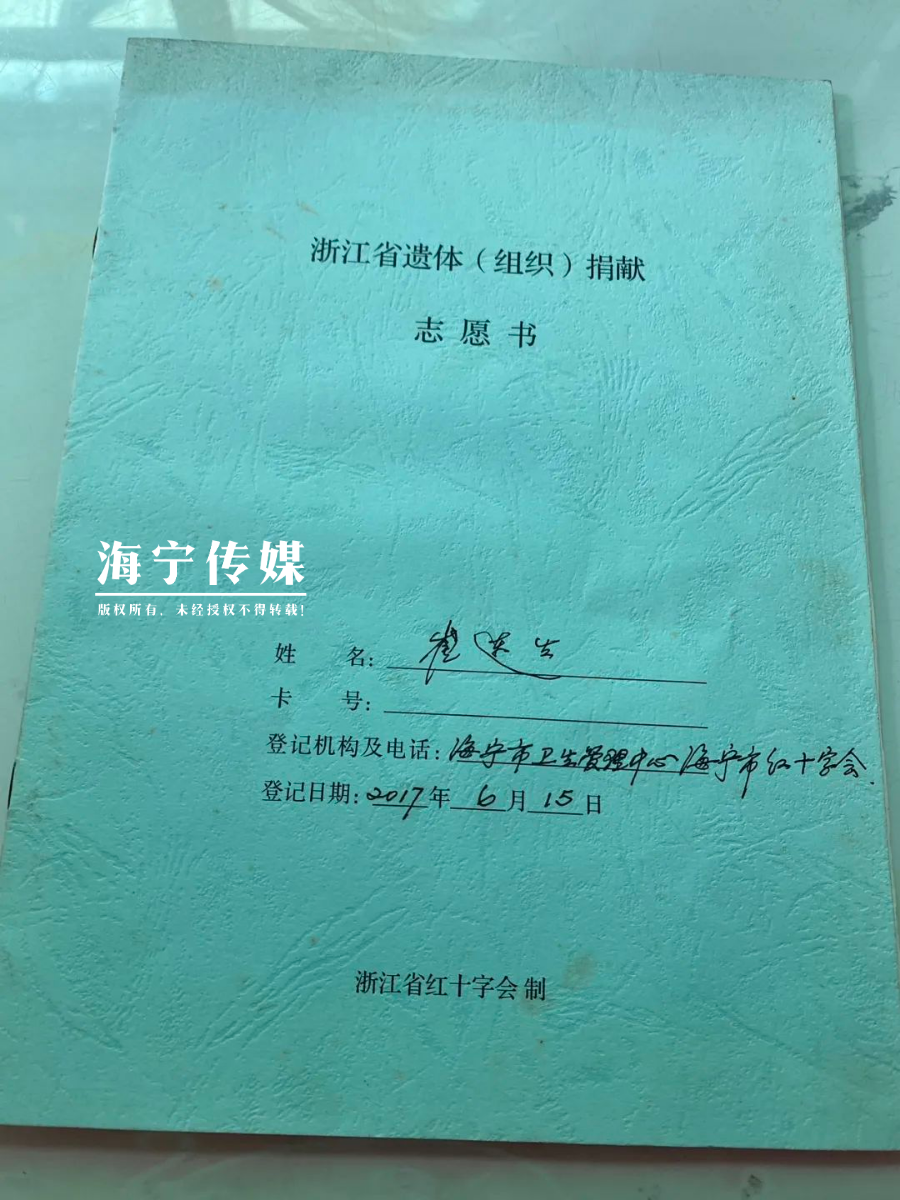 浙江省遗体（组织）捐献
志愿书
海宁传媒
版权所有，未经授权不得转载！
姓 名：崔连生
卡 号：
登记机构及电话：海宁市卫生管理中心海宁市红十字会.
登记日期：2017年6月15日
浙江省红十字会 制